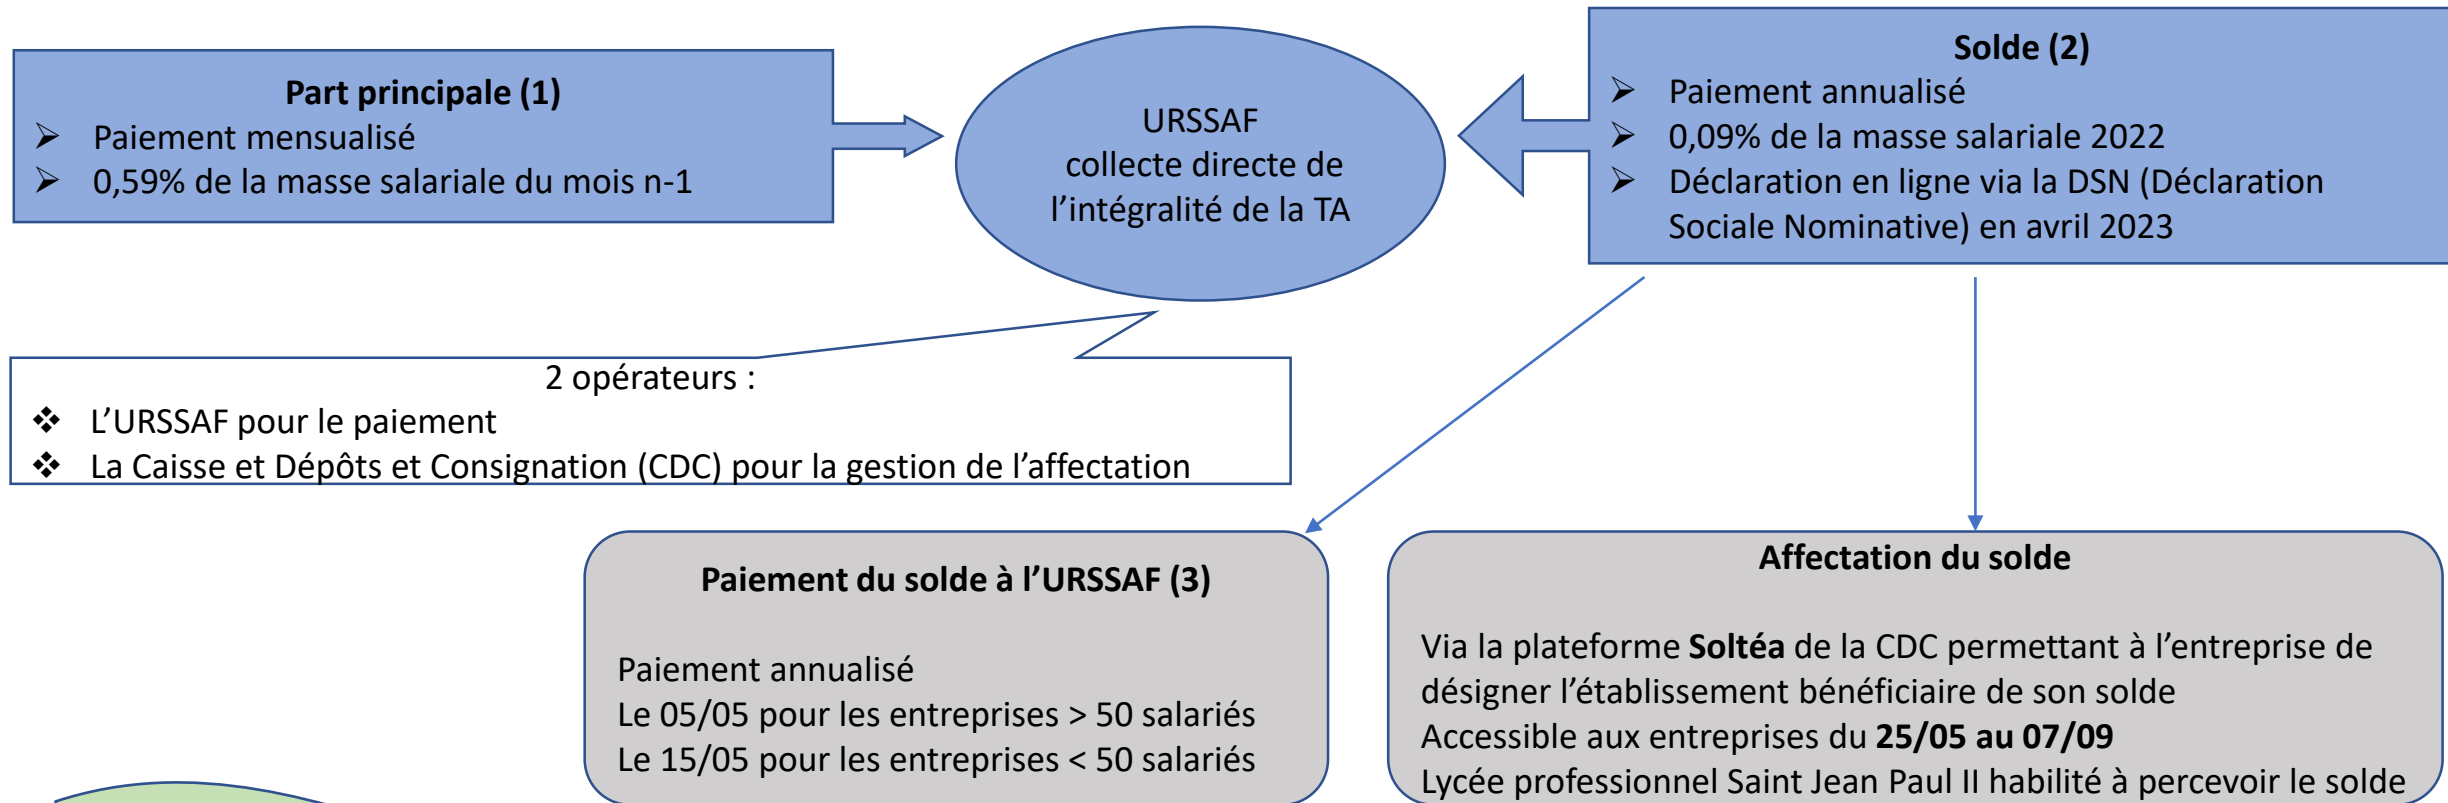 Part principale (1)
➢ Paiement mensualisé
➢ 0,59% de la masse salariale du mois n-1
URSSAF
collecte directe de
l’intégralité de la TA
Solde (2)
➢ Paiement annualisé
➢ 0,09% de la masse salariale 2022
➢ Déclaration en ligne via la DSN (Déclaration
Sociale Nominative) en avril 2023
2 opérateurs :
❖ L’URSSAF pour le paiement
❖ La Caisse et Dépôts et Consignation (CDC) pour la gestion de l’affectation
Paiement du solde à l’URSSAF (3)
Paiement annualisé
Le 05/05 pour les entreprises > 50 salariés
Le 15/05 pour les entreprises < 50 salariés
Affectation du solde
Via la plateforme Soltéa de la CDC permettant à l’entreprise de
désigner l’établissement bénéficiaire de son solde
Accessible aux entreprises du 25/05 au 07/09
Lycée professionnel Saint Jean Paul II habilité à percevoir le solde